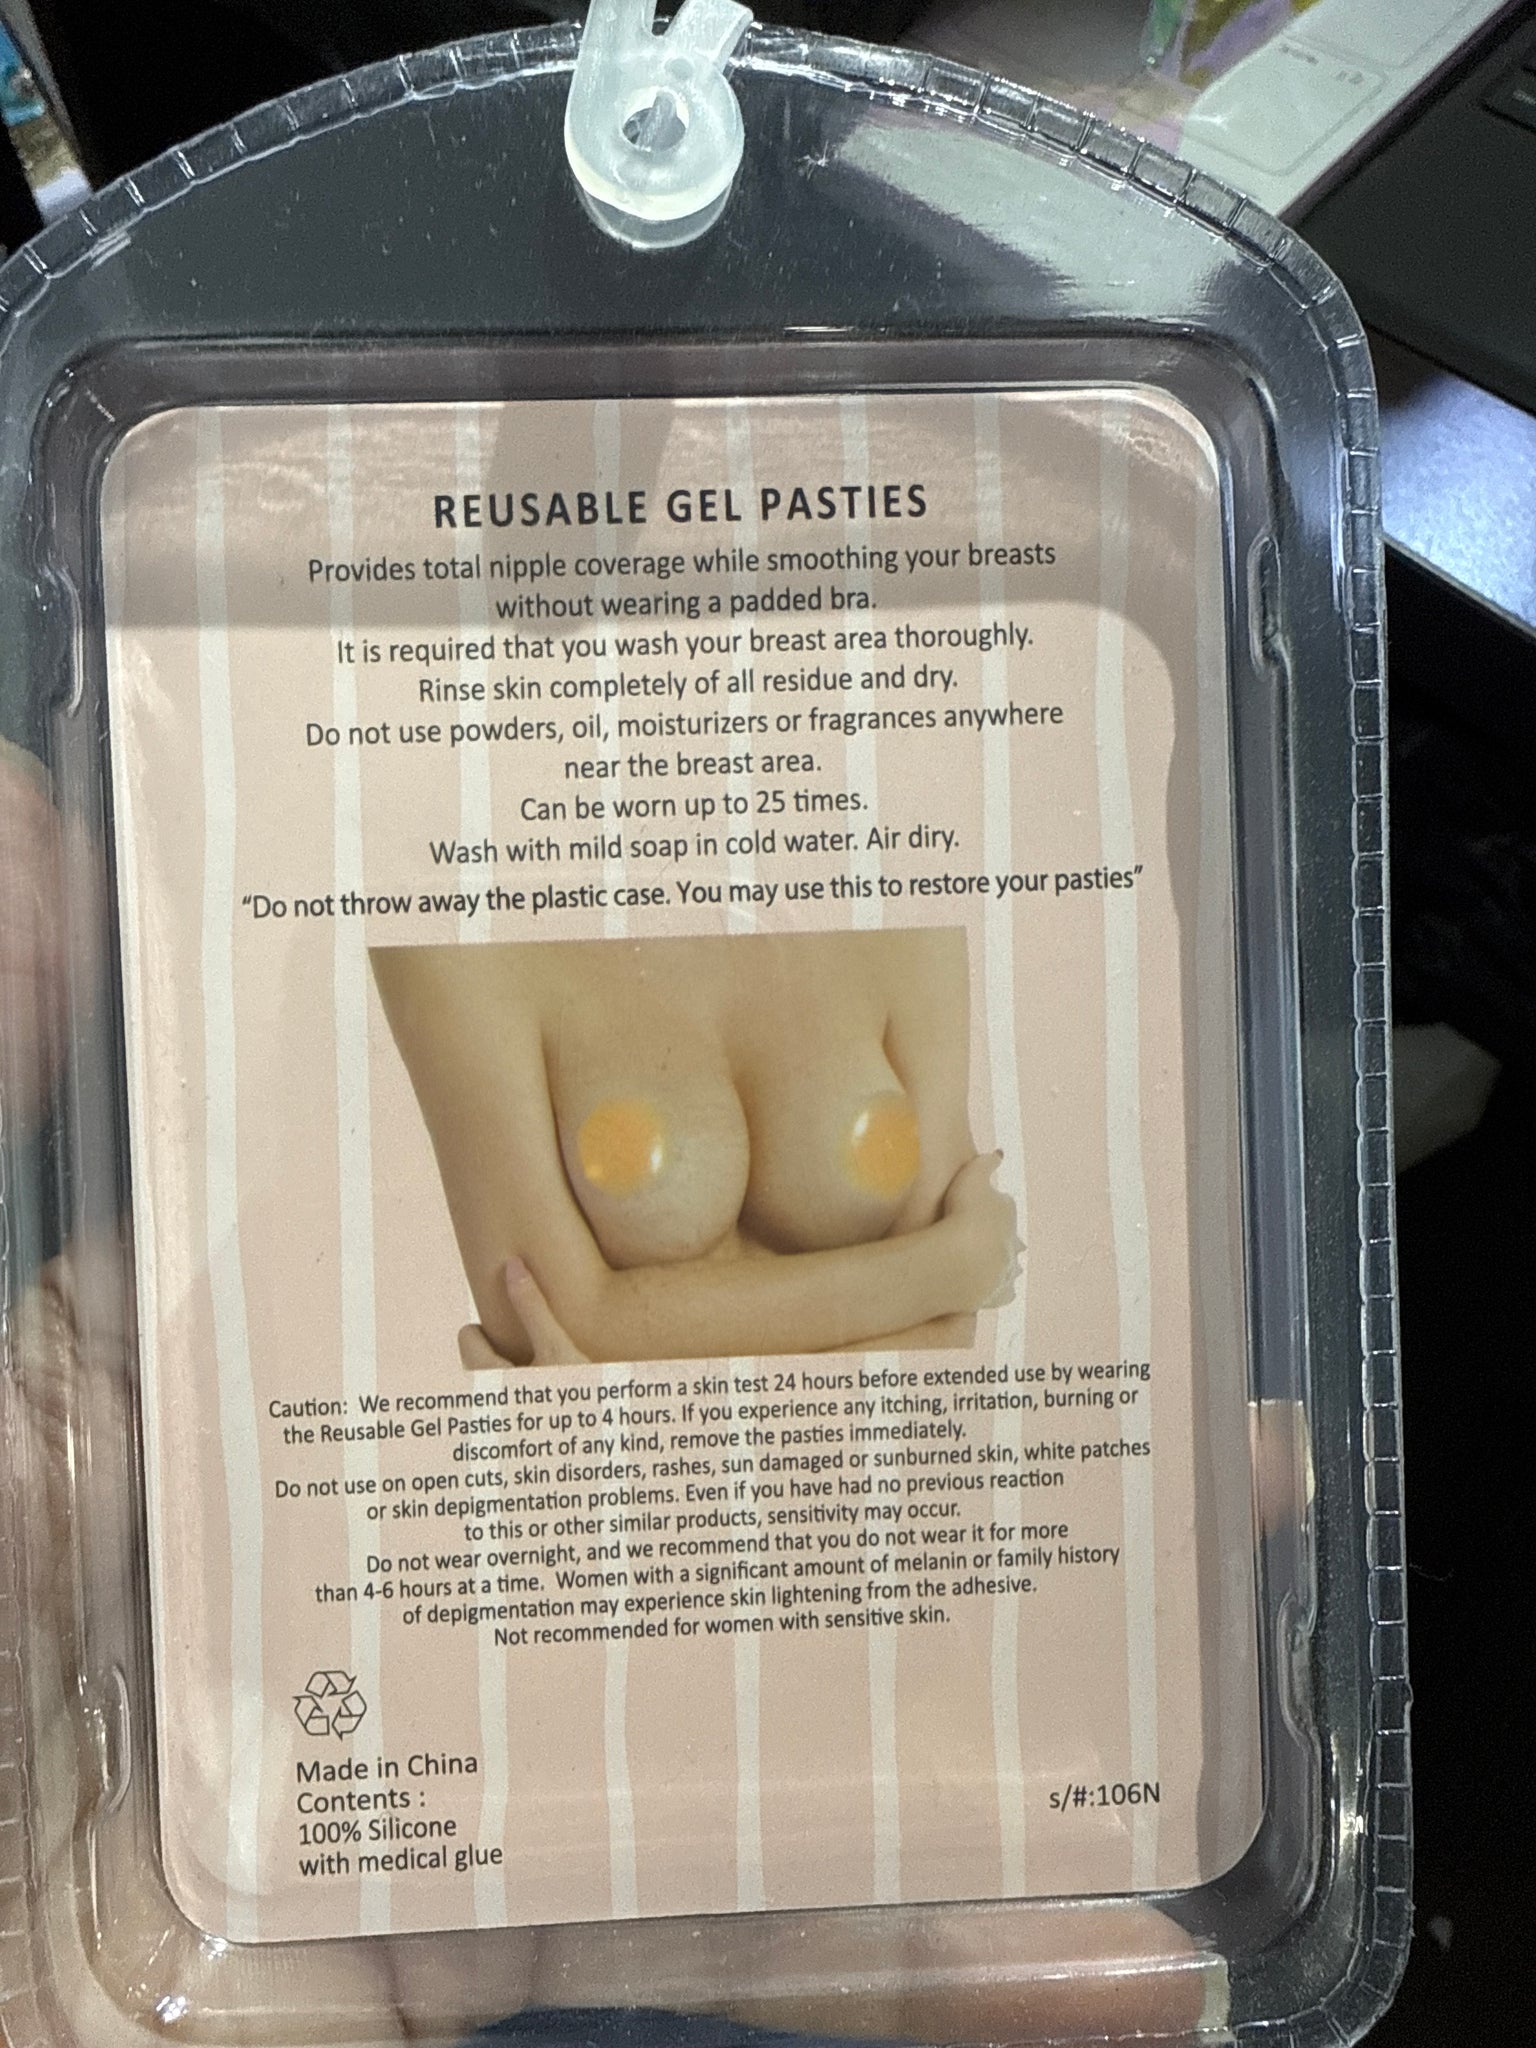 REUSABLE GEL PASTIES
Provides total nipple coverage while smoothing your breasts
without wearing a padded bra.
It is required that you wash your breast area thoroughly.
Rinse skin completely of all residue and dry.
Do not use powders, oil, moisturizers or fragrances anywhere
near the breast area.
Can be worn up to 25 times.
Wash with mild soap in cold water. Air diry.
“Do not throw away the plastic case. You may use this to restore your pasties”
Caution: We recommend that you perform a skin test 24 hours before extended use by wearing
the Reusable Gel Pasties for up to 4 hours. If you experience any itching, irritation, burning or
discomfort of any kind, remove the pasties immediately.
Do not use on open cuts, skin disorders, rashes, sun damaged or sunburned skin, white patches
or skin depigmentation problems. Even if you have had no previous reaction
to this or other similar products, sensitivity may occur.
Do not wear overnight, and we recommend that you do not wear it for more
than 4-6 hours at a time. Women with a significant amount of melanin or family history
of depigmentation may experience skin lightening from the adhesive.
Not recommended for women with sensitive skin.
Made in China
Contents :
100% Silicone
with medical glue
s/#:106N